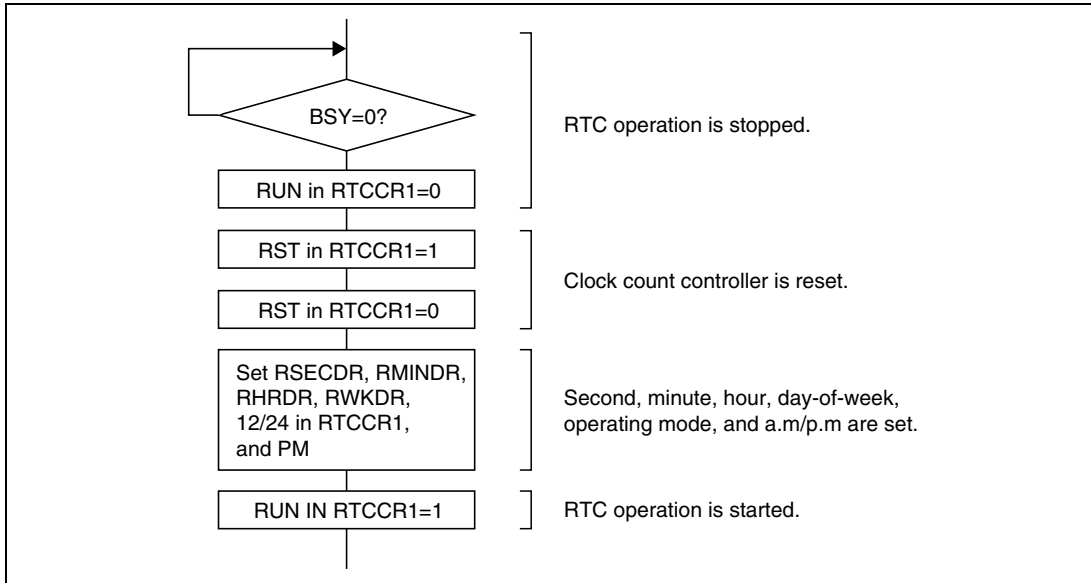 BSY=0?
RTC operation is stopped.
RUN in RTCCR1=0
RST in RTCCR1=1
Clock count controller is reset.
RST in RTCCR1=0
Set RSECDR, RMINDR,
RHRDR, RWKDR,
12/24 in RTCCR1,
and PM
Second, minute, hour, day-of-week,
operating mode, and a.m/p.m are set.
RUN IN RTCCR1=1
RTC operation is started.